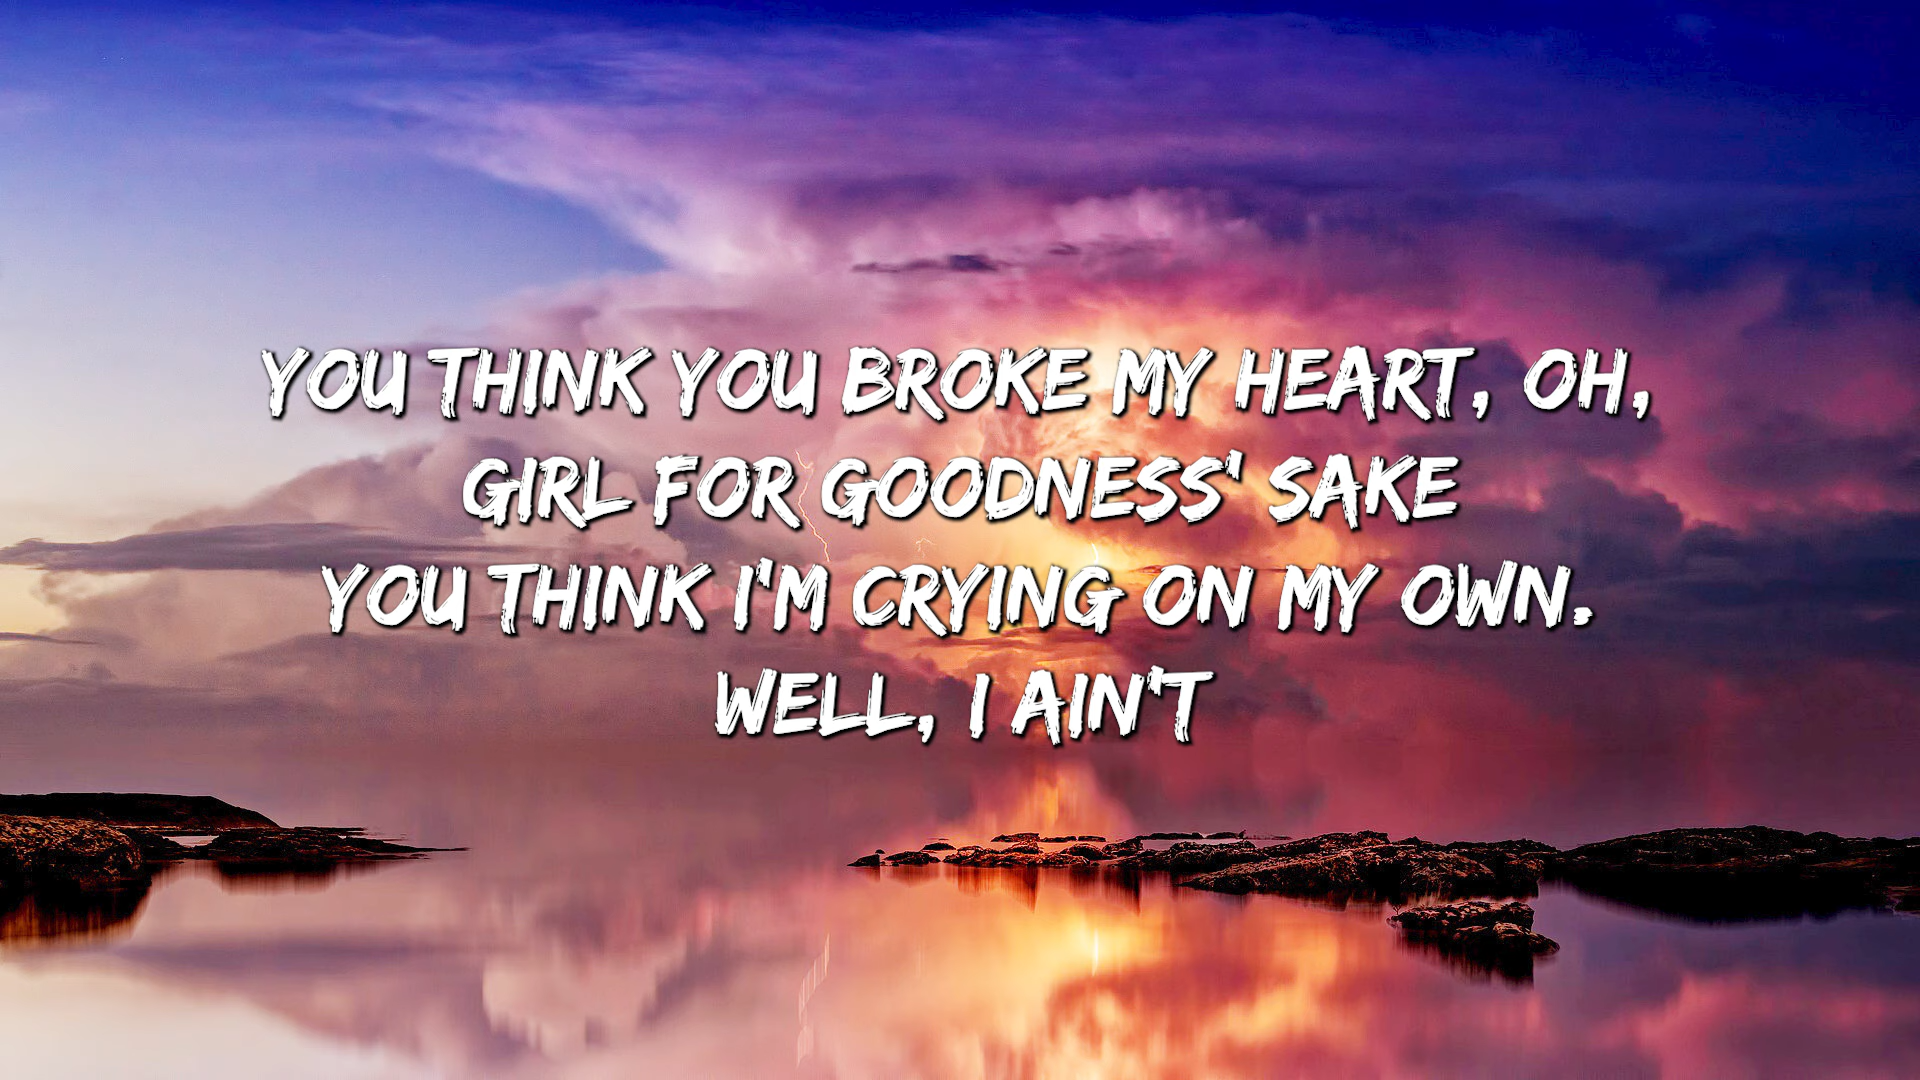 YOU THINK YOU BROKE MY HEART, OH,
GIRL FOR GOODNESS' SAKE
YOU THINK I'M CRYING ON MY OWN.
WELL, I AIN'T